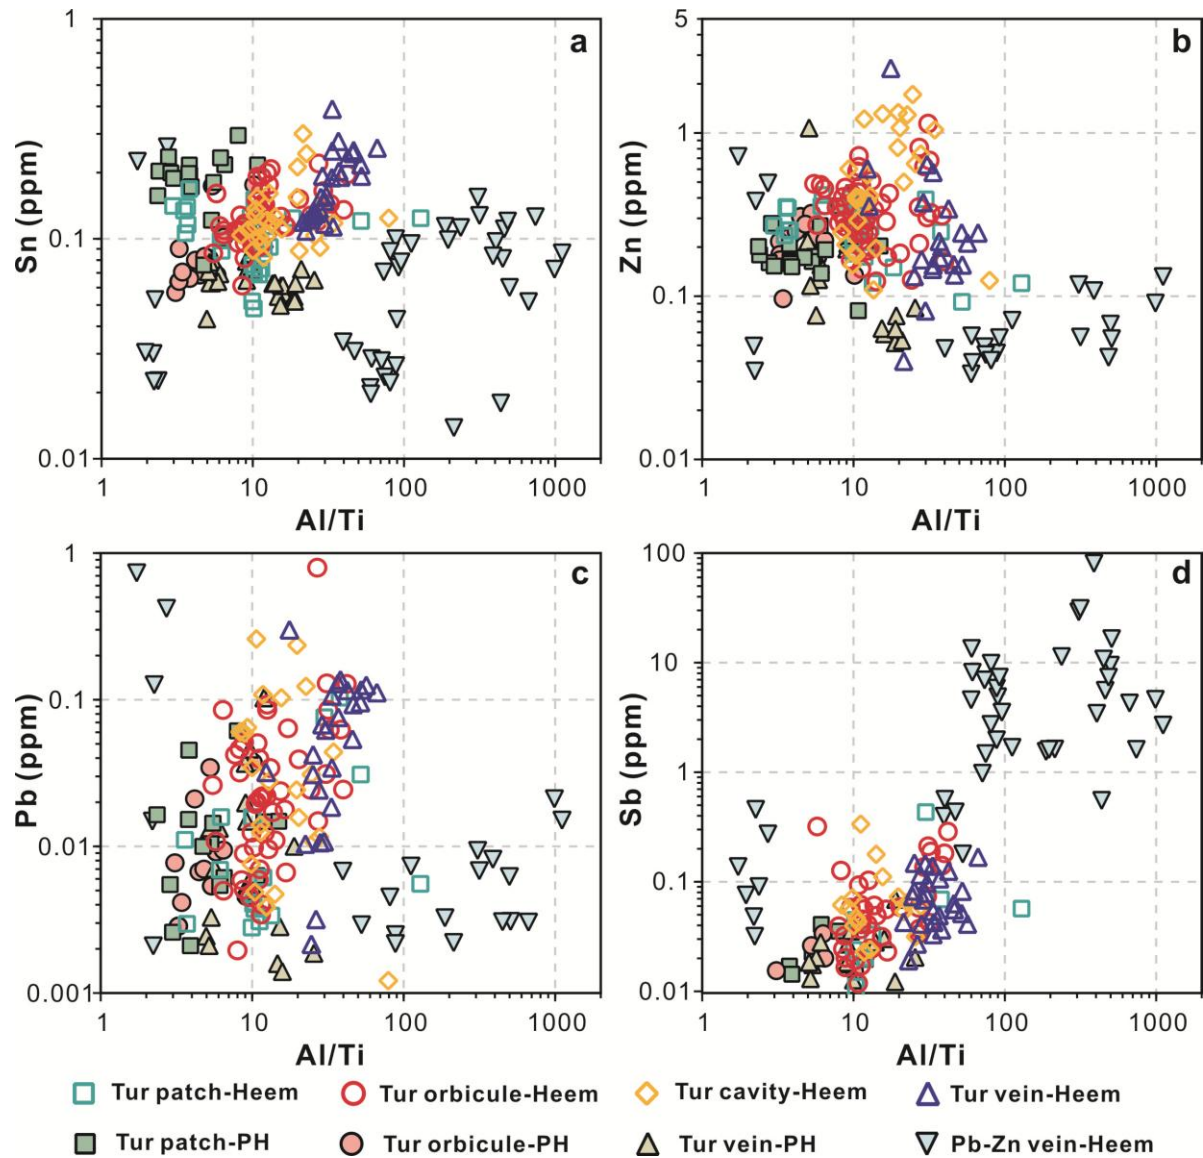 1
a
Sn (ppm)
0.1
0.01
1 10 100 1000
Al/Ti
5
b
1
Zn (ppm)
0.1
0.01
1 10 100 1000
Al/Ti
1
c
0.1
Pb (ppm)
0.01
0.001
1 10 100 1000
Al/Ti
100
d
10
Sb (ppm)
1
0.1
0.01
1 10 100 1000
Al/Ti
Tur patch-Heem Tur orbicule-Heem Tur cavity-Heem Tur vein-Heem
Tur patch-PH Tur orbicule-PH Tur vein-PH Pb-Zn vein-Heem